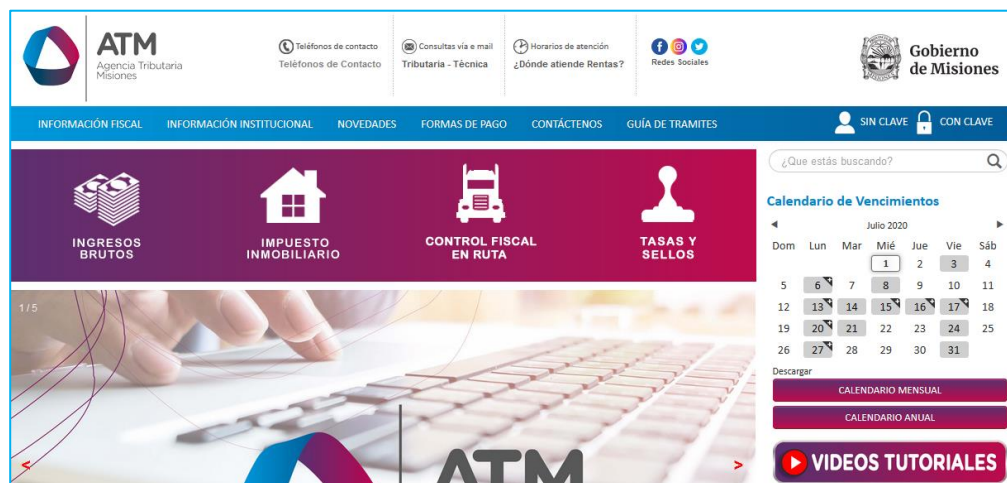 ATM
Agencia Tributaria
Misiones
Teléfonos de contacto
Teléfonos de Contacto
Consultas vía e mail
Tributaria - Técnica
Horarios de atención
¿Dónde atiende Rentas?
Redes Sociales
Gobierno
de Misiones
INFORMACIÓN FISCAL INFORMACIÓN INSTITUCIONAL NOVEDADES FORMAS DE PAGO CONTÁCTENOS GUÍA DE TRAMITES SIN CLAVE CON CLAVE
INGRESOS
BRUTOS
IMPUESTO
INMOBILIARIO
CONTROL FISCAL
EN RUTA
TASAS Y
SELLOS
¿Que estás buscando?
Calendario de Vencimientos
Julio 2020
Dom Lun Mar Mié Jue Vie Sáb
1 2 3 4
5 6 7 8 9 10 11
12 13 14 15 16 17 18
19 20 21 22 23 24 25
26 27 28 29 30 31
Descargar
CALENDARIO MENSUAL
CALENDARIO ANUAL
VIDEOS TUTORIALES
1/5
ATM
< >